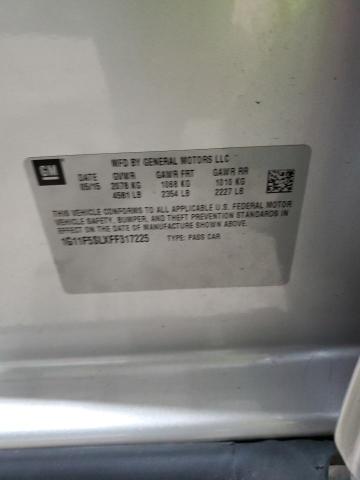 GM
MFD BY GENERAL MOTORS LLC
DATE GVWR GAWR FRT GAWR RR
05/15 2078 KG 1068 KG 1010 KG
4581 LB 2354 LB 2227 LB
THIS VEHICLE CONFORMS TO ALL APPLICABLE U.S. FEDERAL MOTOR
VEHICLE SAFETY, BUMPER, AND THEFT PREVENTION STANDARDS
IN EFFECT ON THE DATE OF MANUFACTURE SHOWN ABOVE.
1G11F5SLXFF317225 TYPE: PASS CAR